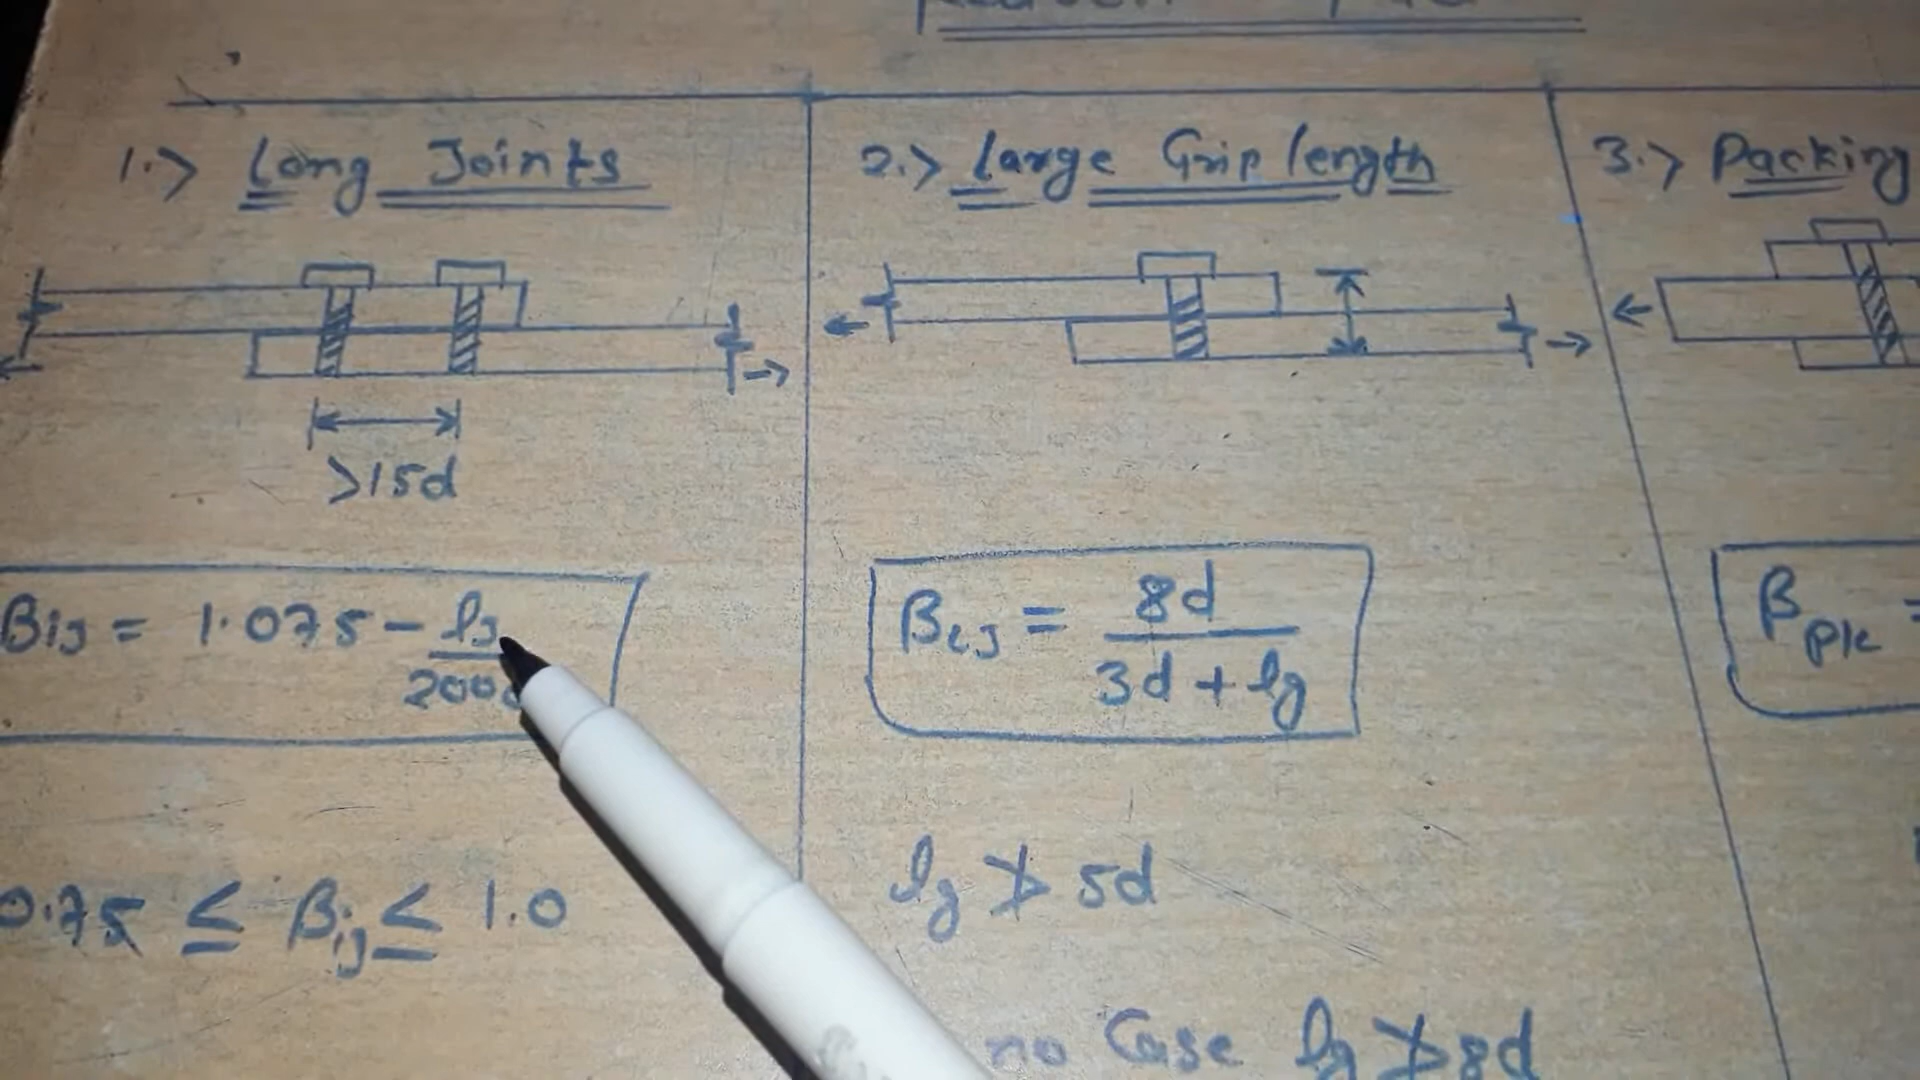 1.> Long Joints
>15d
Bij = 1.075 - lj
200d
0.75 ≤ βij ≤ 1.0
2.> Large Grip length
βlj = 8d
3d + lg
lg ≯ 5d
no Case lg ≯ 8d
3.> Packing
βpk =